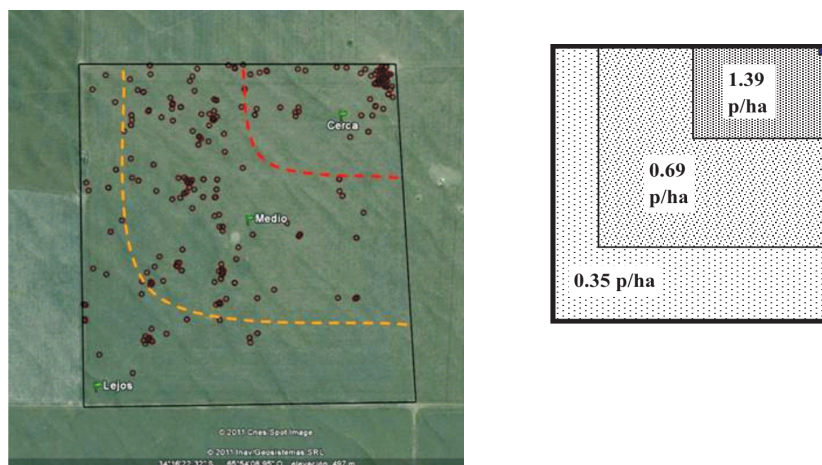 Cerca
Medio
Lejos
© 2011 Cnes/Spot Image
© 2011 Inav/Geosistemas SRL
1.39
p/ha
0.69
p/ha
0.35 p/ha